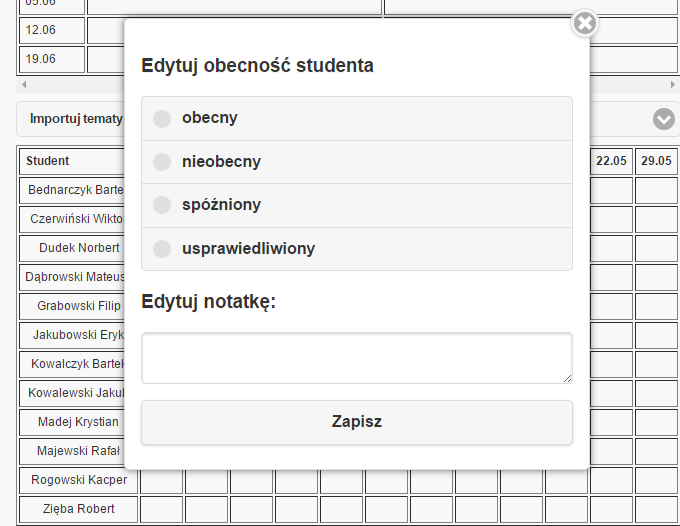 05.06
12.06
19.06
Edytuj obecność studenta
obecny
nieobecny
spóźniony
usprawiedliwiony
Edytuj notatkę:
Zapisz
Importuj tematy
Student
22.05
29.05
Bednarczyk Barte
Czerwiński Wikto
Dudek Norbert
Dąbrowski Mateus
Grabowski Filip
Jakubowski Eryk
Kowalczyk Bartek
Kowalewski Jakul
Madej Krystian
Majewski Rafał
Rogowski Kacper
Zięba Robert